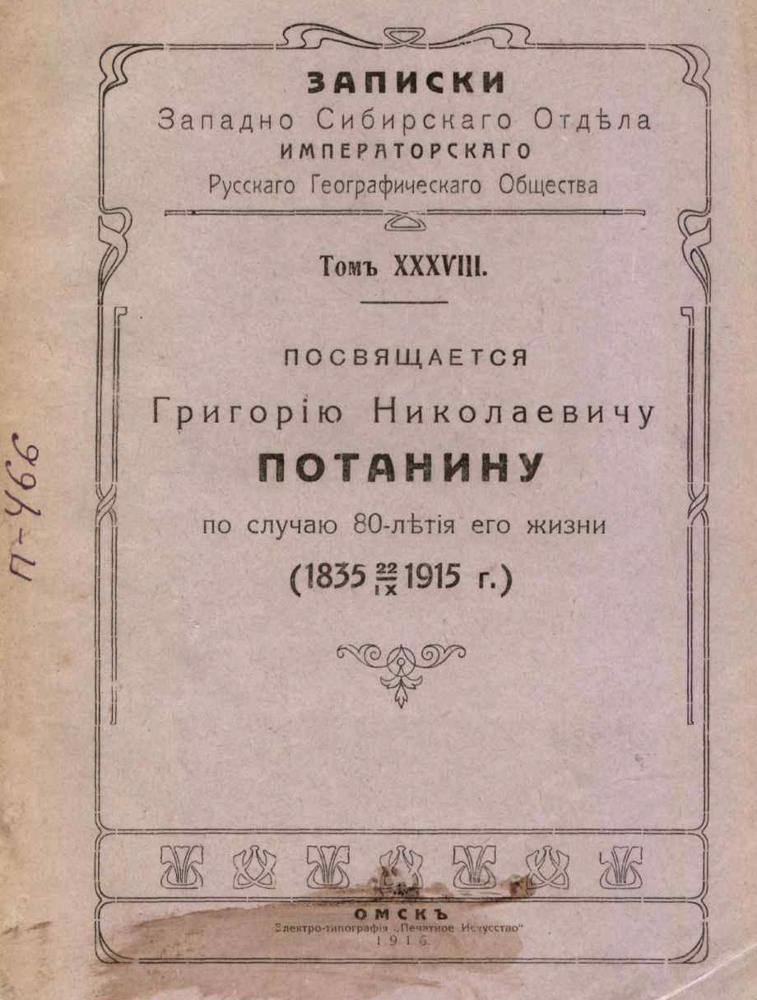 ЗАПИСКИ
Западно Сибирскаго Отдѣла
ИМПЕРАТОРСКАГО
Русскаго Географическаго Общества
Томъ XXXVIII.
ПОСВЯЩАЕТСЯ
Григорію Николаевичу
ПОТАНИНУ
по случаю 80-лѣтія его жизни
(1835 22/IX 1915 г.)
ОМСКЪ
Электро-типографія „Печатное Искусство“
1916.
П-466